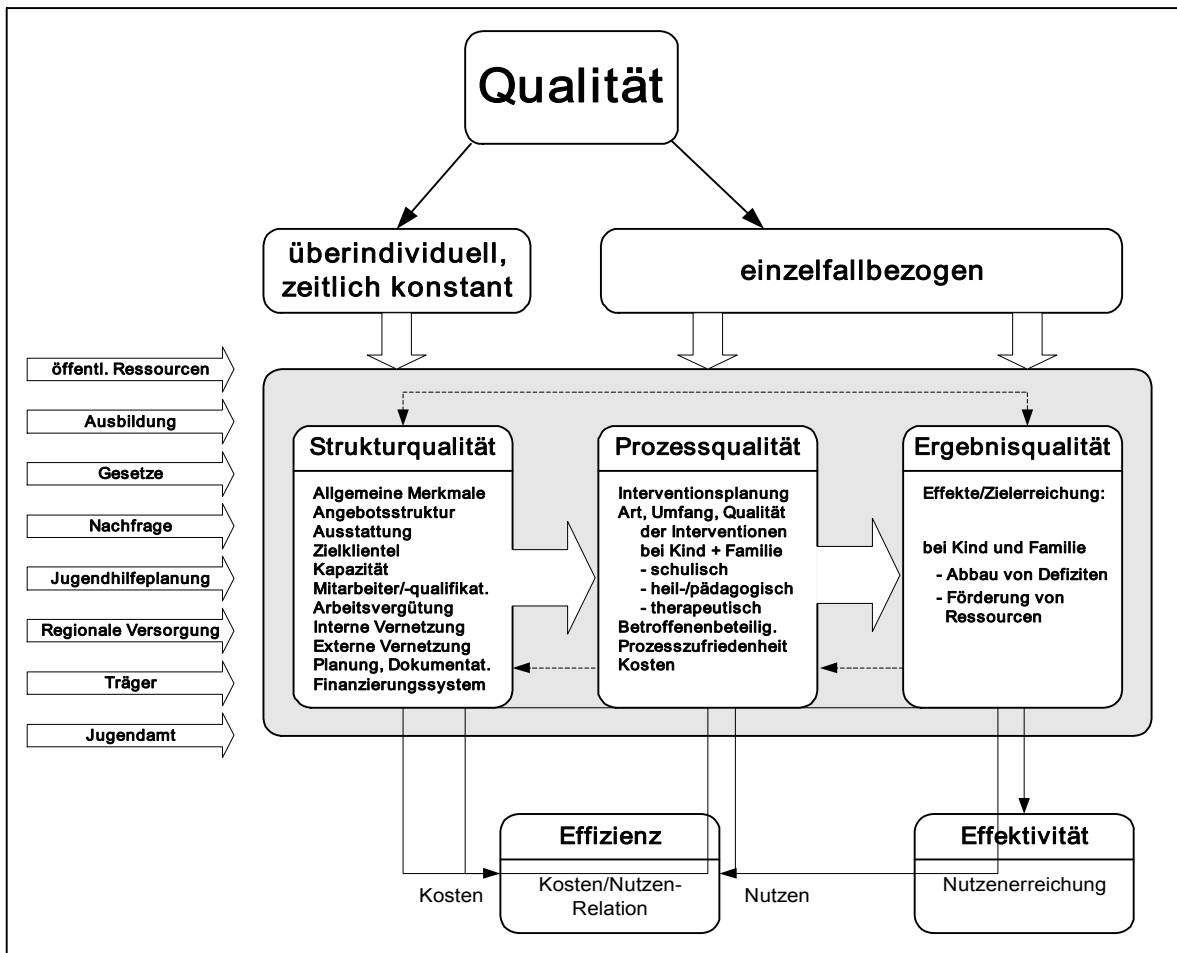 Qualität
überindividuell,
zeitlich konstant
einzelfallbezogen
öffentl. Ressourcen
Ausbildung
Gesetze
Nachfrage
Jugendhilfeplanung
Regionale Versorgung
Träger
Jugendamt
Strukturqualität
Allgemeine Merkmale
Angebotsstruktur
Ausstattung
Zielklientel
Kapazität
Mitarbeiter/-qualifikat.
Arbeitsvergütung
Interne Vernetzung
Externe Vernetzung
Planung, Dokumentat.
Finanzierungssystem
Prozessqualität
Interventionsplanung
Art, Umfang, Qualität
der Interventionen
bei Kind + Familie
- schulisch
- heil-/pädagogisch
- therapeutisch
Betroffenenbeteilig.
Prozesszufriedenheit
Kosten
Ergebnisqualität
Effekte/Zielerreichung:
bei Kind und Familie
- Abbau von Defiziten
- Förderung von
Ressourcen
Kosten
Effizienz
Kosten/Nutzen-
Relation
Nutzen
Effektivität
Nutzenerreichung